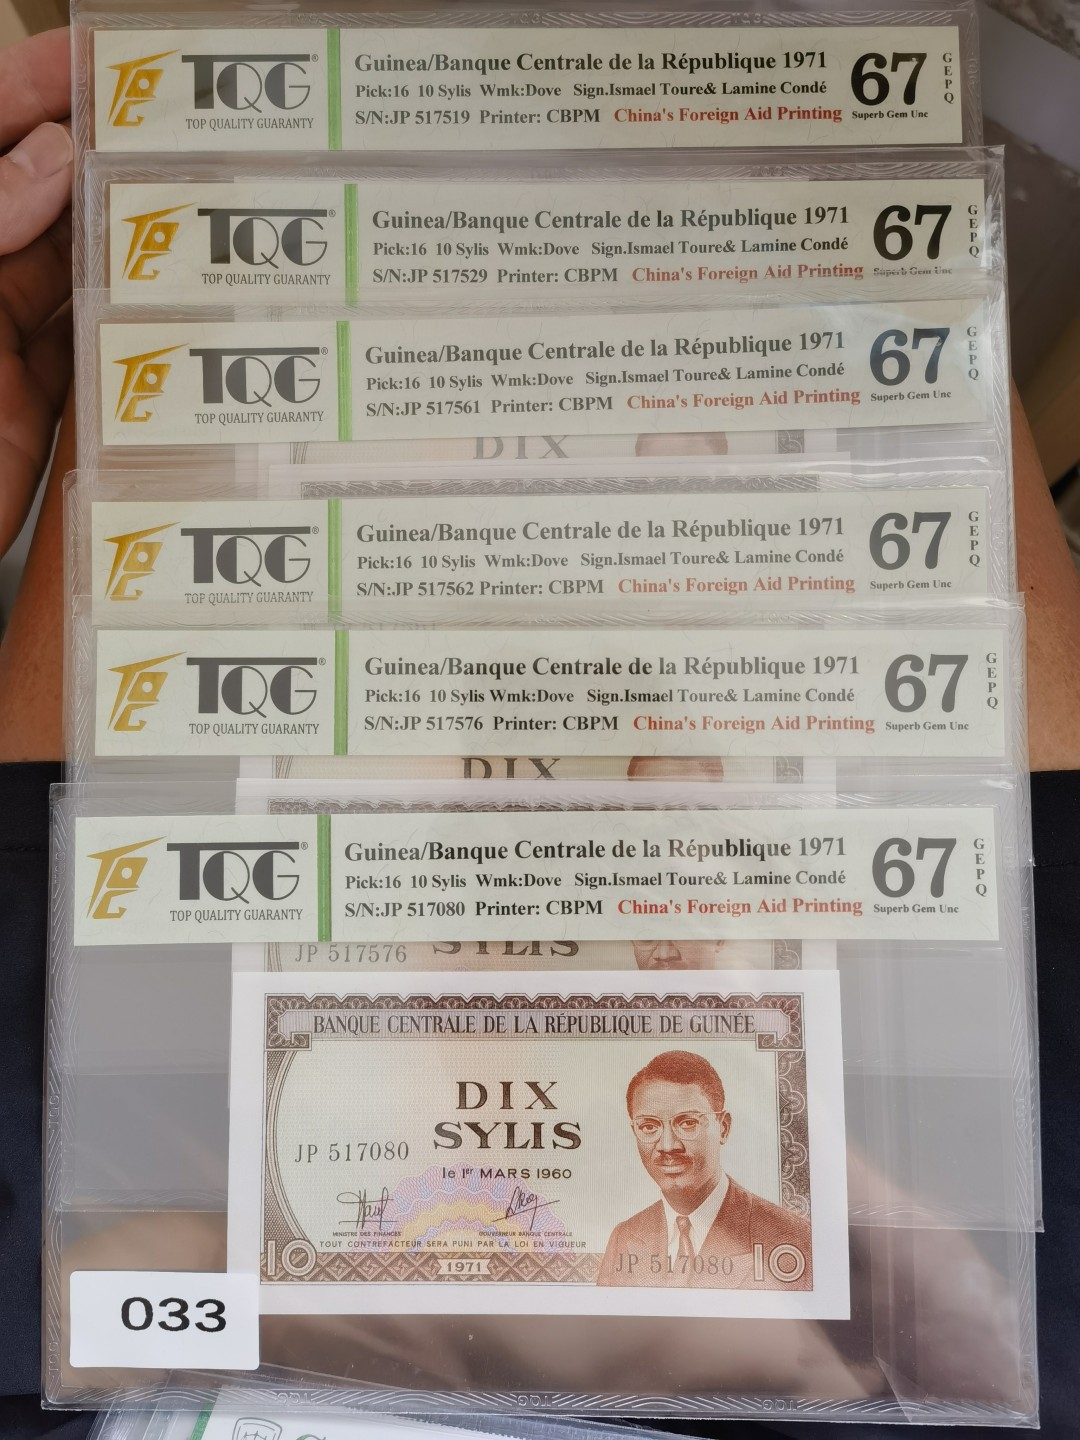 TQG®
TOP QUALITY GUARANTY
Guinea/Banque Centrale de la République 1971
Pick:16 10 Sylis Wmk:Dove Sign.Ismael Toure& Lamine Condé
S/N:JP 517519 Printer: CBPM China's Foreign Aid Printing
67
Superb Gem Unc
GEPQ
TQG®
TOP QUALITY GUARANTY
Guinea/Banque Centrale de la République 1971
Pick:16 10 Sylis Wmk:Dove Sign.Ismael Toure& Lamine Condé
S/N:JP 517529 Printer: CBPM China's Foreign Aid Printing
67
Superb Gem Unc
GEPQ
TQG®
TOP QUALITY GUARANTY
Guinea/Banque Centrale de la République 1971
Pick:16 10 Sylis Wmk:Dove Sign.Ismael Toure& Lamine Condé
S/N:JP 517561 Printer: CBPM China's Foreign Aid Printing
67
Superb Gem Unc
GEPQ
DIX
TQG®
TOP QUALITY GUARANTY
Guinea/Banque Centrale de la République 1971
Pick:16 10 Sylis Wmk:Dove Sign.Ismael Toure& Lamine Condé
S/N:JP 517562 Printer: CBPM China's Foreign Aid Printing
67
Superb Gem Unc
GEPQ
TQG®
TOP QUALITY GUARANTY
Guinea/Banque Centrale de la République 1971
Pick:16 10 Sylis Wmk:Dove Sign.Ismael Toure& Lamine Condé
S/N:JP 517576 Printer: CBPM China's Foreign Aid Printing
67
Superb Gem Unc
GEPQ
DIX
TQG®
TOP QUALITY GUARANTY
Guinea/Banque Centrale de la République 1971
Pick:16 10 Sylis Wmk:Dove Sign.Ismael Toure& Lamine Condé
S/N:JP 517080 Printer: CBPM China's Foreign Aid Printing
67
Superb Gem Unc
GEPQ
JP 517576 SYLIS
BANQUE CENTRALE DE LA RÉPUBLIQUE DE GUINÉE
DIX
SYLIS
JP 517080
le 1er MARS 1960
MINISTRE DES FINANCES
GOUVERNEUR BANQUE CENTRALE
TOUT CONTREFACTEUR SERA PUNI PAR LA LOI EN VIGUEUR
10
1971
JP 517080
10
033